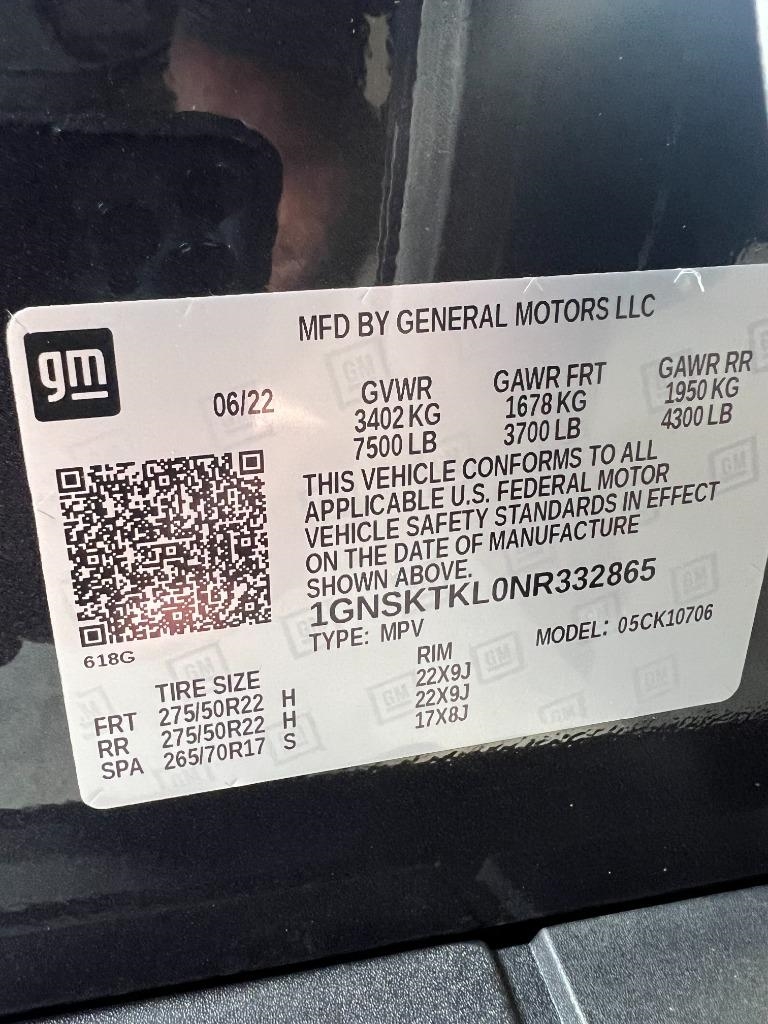 MFD BY GENERAL MOTORS LLC
gm
06/22
GVWR GAWR FRT GAWR RR
3402 KG 1678 KG 1950 KG
7500 LB 3700 LB 4300 LB
THIS VEHICLE CONFORMS TO ALL
APPLICABLE U.S. FEDERAL MOTOR
VEHICLE SAFETY STANDARDS IN EFFECT
ON THE DATE OF MANUFACTURE
SHOWN ABOVE.
1GNSKTKL0NR332865
TYPE: MPV MODEL: 05CK10706
618G
TIRE SIZE RIM
FRT 275/50R22 H 22X9J
RR 275/50R22 H 22X9J
SPA 265/70R17 S 17X8J